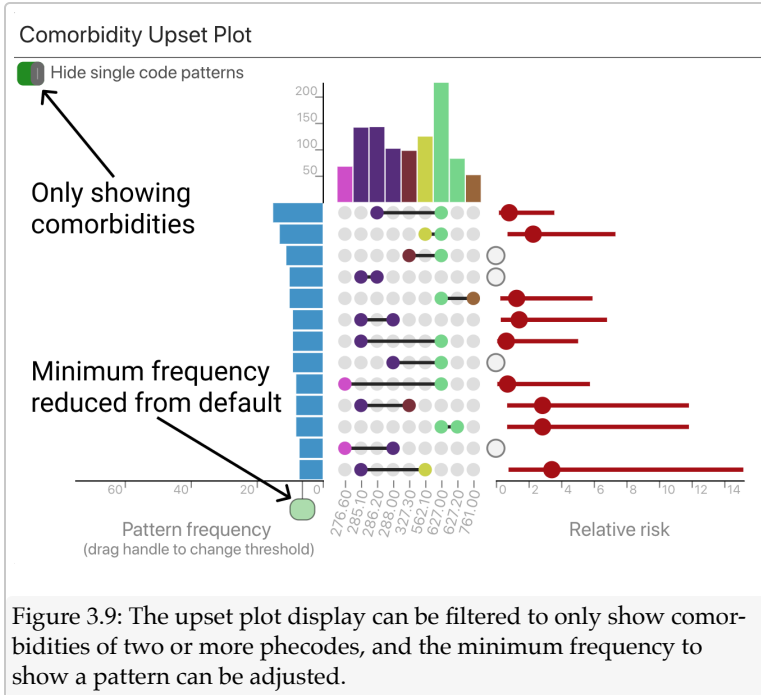 Comorbidity Upset Plot
Hide single code patterns
Only showing
comorbidities
200
150
100
50
Minimum frequency
reduced from default
60
40
20
0
276.60
285.10
286.20
288.00
327.30
562.10
627.00
627.20
761.00
0
2
4
6
8
10
12
14
Pattern frequency
(drag handle to change threshold)
Relative risk
Figure 3.9: The upset plot display can be filtered to only show comor-
bidities of two or more phecodes, and the minimum frequency to
show a pattern can be adjusted.